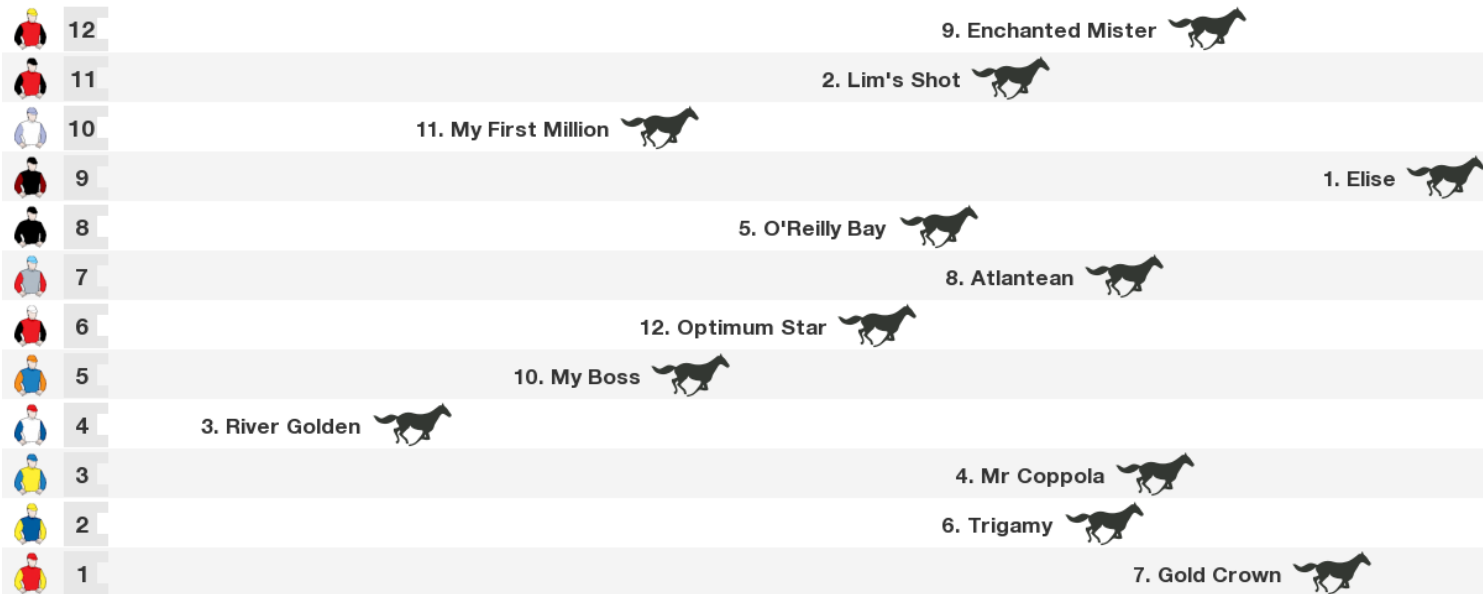 12 9. Enchanted Mister
11 2. Lim's Shot
10 11. My First Million
9 1. Elise
8 5. O'Reilly Bay
7 8. Atlantean
6 12. Optimum Star
5 10. My Boss
4 3. River Golden
3 4. Mr Coppola
2 6. Trigamy
1 7. Gold Crown